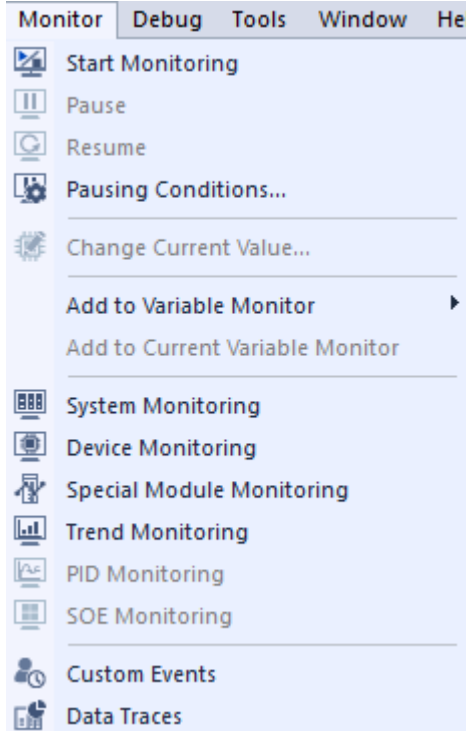 Monitor Debug Tools Window He
Start Monitoring
Pause
Resume
Pausing Conditions...
Change Current Value...
Add to Variable Monitor
Add to Current Variable Monitor
System Monitoring
Device Monitoring
Special Module Monitoring
Trend Monitoring
PID Monitoring
SOE Monitoring
Custom Events
Data Traces